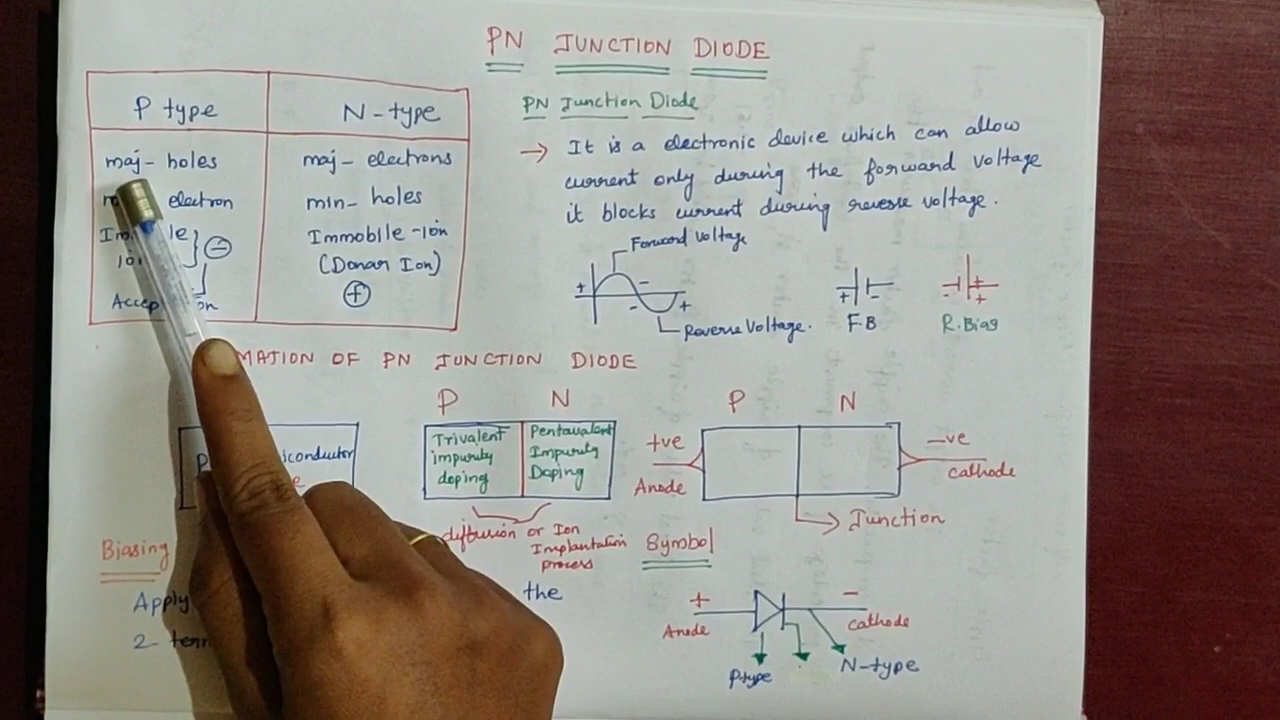 PN JUNCTION DIODE
P type
N-type
maj- holes
maj- electrons
electron
min- holes
Immobile-ion
(Donar Ion)
-
+
PN Junction Diode
→ It is a electronic device which can allow
current only during the forward voltage
it blocks current during reverse voltage.
Forward Voltage
+
-
-
+
Reverse Voltage.
+ -
F.B
- + +
R.Bias
MATION OF PN JUNCTION DIODE
P N
Trivalent
impurity
doping
Pentavalent
Impurity
Doping
diffusion or Ion
Implantation
process
P N
+ve
Anode
-ve
Cathode
Junction
Biasing
Apply
the
2-
Symbol
+
Anode
-
Cathode
P-type
N-type